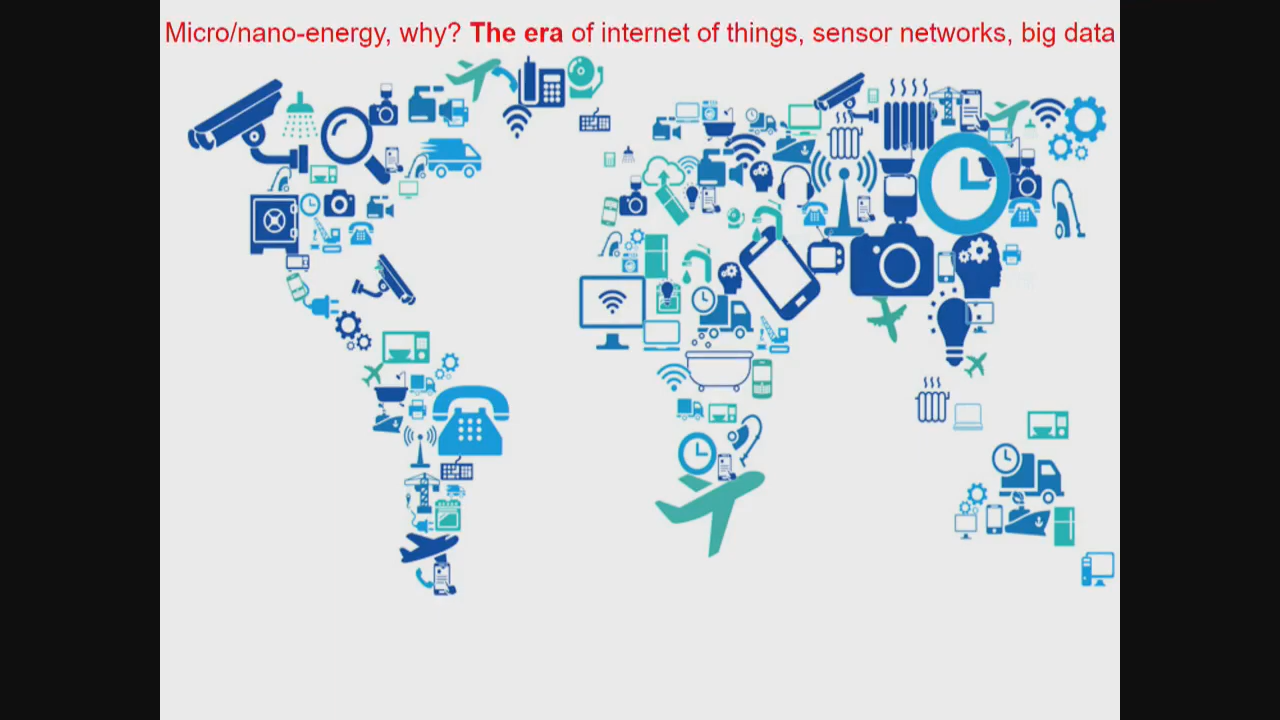 Micro/nano-energy, why? The era of internet of things, sensor networks, big data